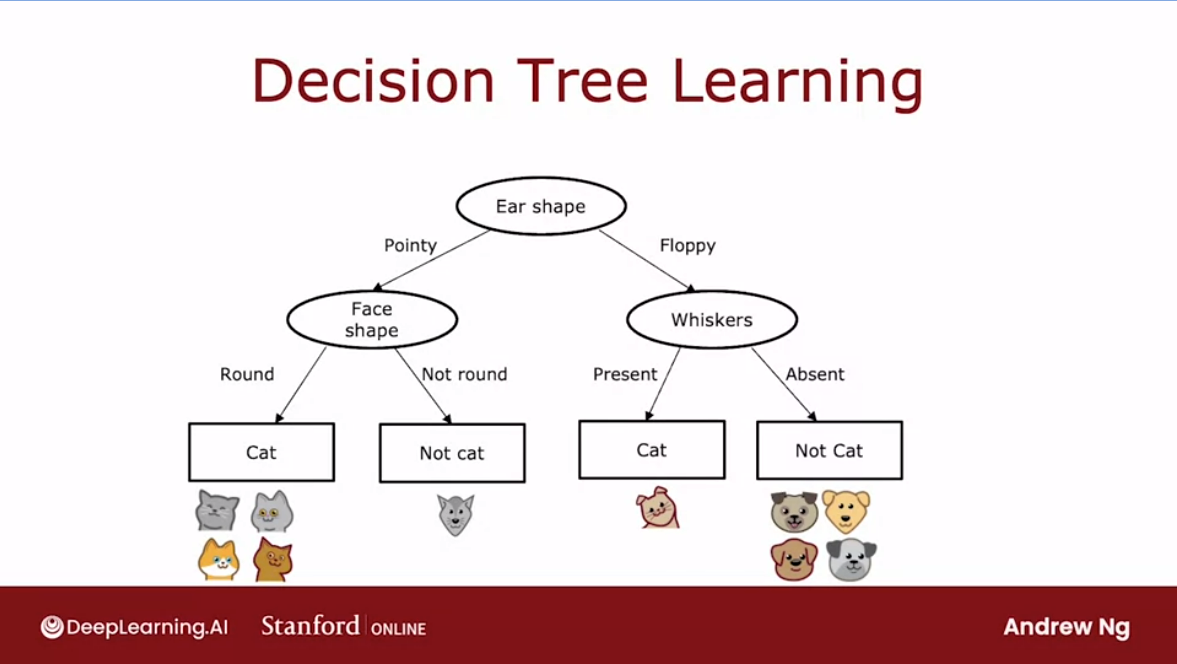 Decision Tree Learning
Ear shape
Pointy
Floppy
Face
shape
Whiskers
Round
Not round
Present
Absent
Cat
Not cat
Cat
Not Cat
DeepLearning.AI
Stanford ONLINE
Andrew Ng